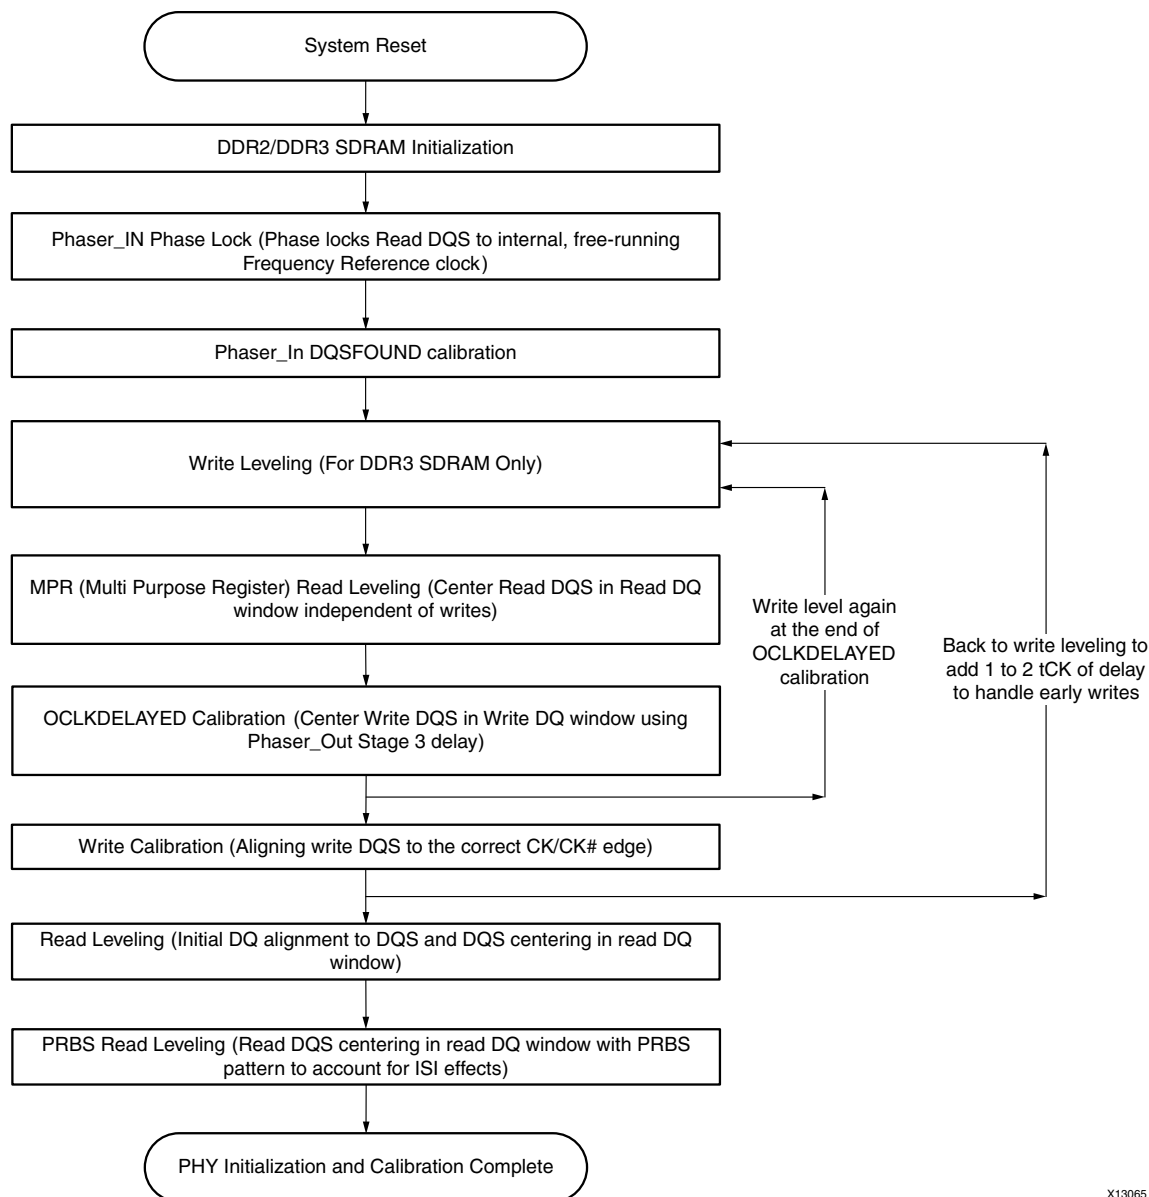 System Reset
DDR2/DDR3 SDRAM Initialization
Phaser_IN Phase Lock (Phase locks Read DQS to internal, free-running
Frequency Reference clock)
Phaser_In DQSFOUND calibration
Write Leveling (For DDR3 SDRAM Only)
MPR (Multi Purpose Register) Read Leveling (Center Read DQS in Read DQ
window independent of writes)
Write level again
at the end of
OCLKDELAYED
calibration
Back to write leveling to
add 1 to 2 tCK of delay
to handle early writes
OCLKDELAYED Calibration (Center Write DQS in Write DQ window using
Phaser_Out Stage 3 delay)
Write Calibration (Aligning write DQS to the correct CK/CK# edge)
Read Leveling (Initial DQ alignment to DQS and DQS centering in read DQ
window)
PRBS Read Leveling (Read DQS centering in read DQ window with PRBS
pattern to account for ISI effects)
PHY Initialization and Calibration Complete
X13065